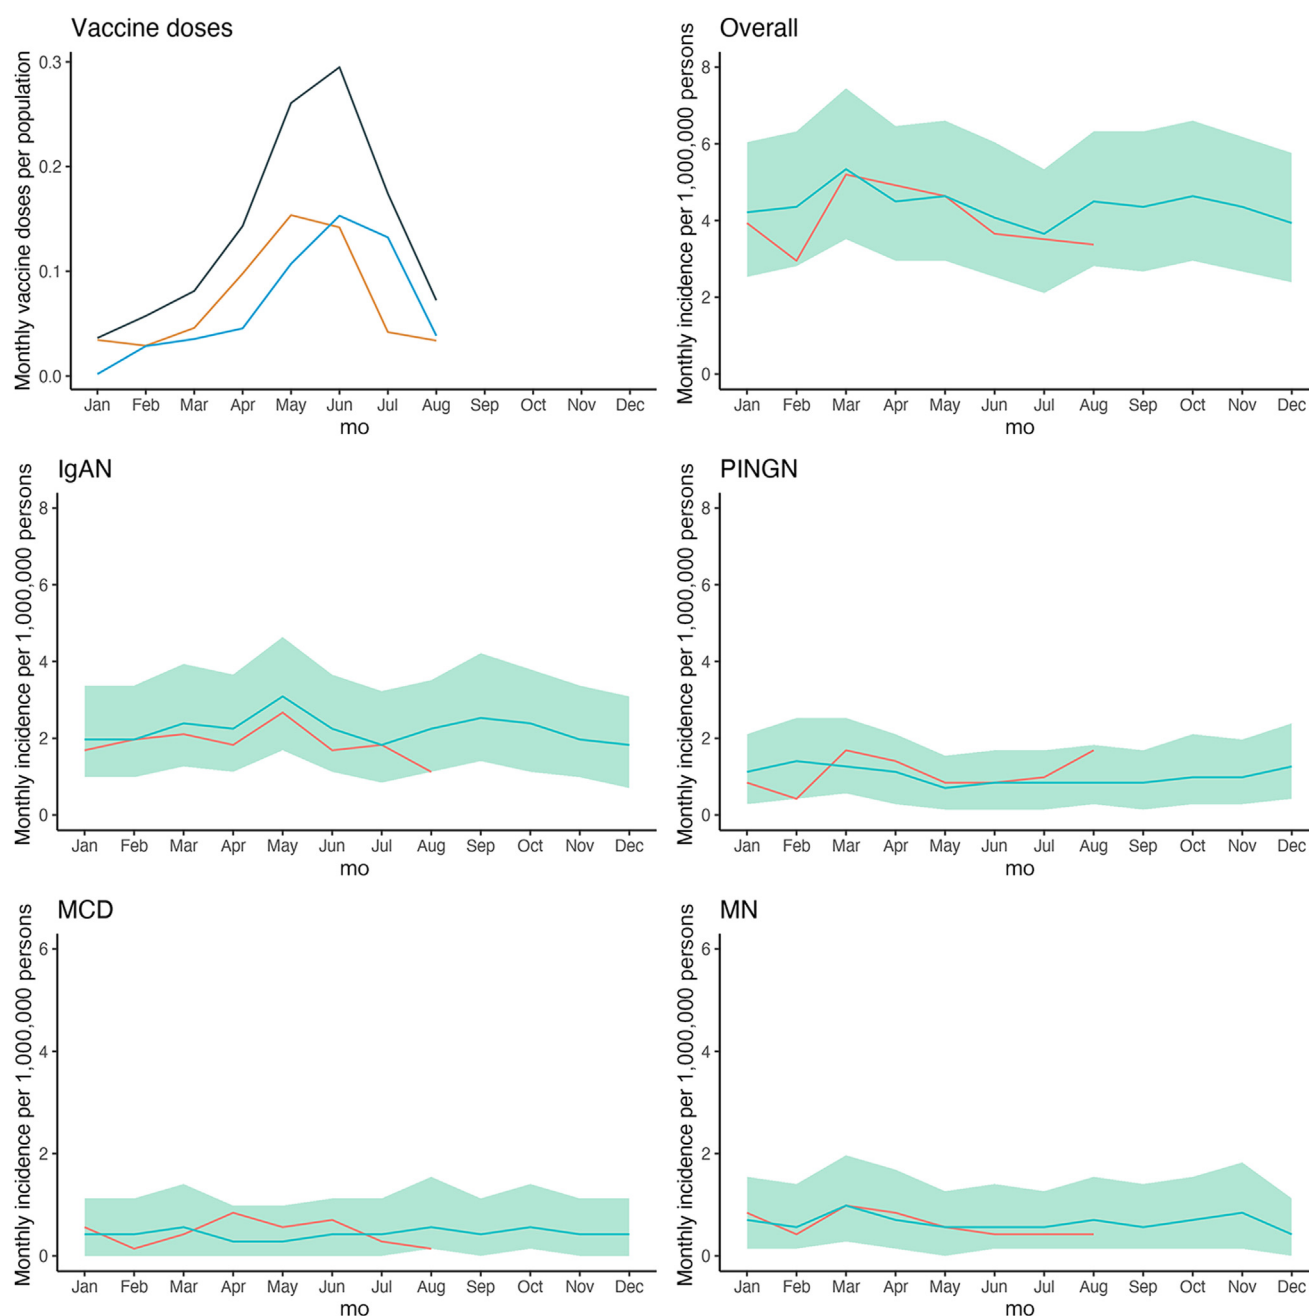 Vaccine doses
Monthly vaccine doses per population
0.3
0.2
0.1
0.0
Jan Feb Mar Apr May Jun Jul Aug Sep Oct Nov Dec
mo
Overall
Monthly incidence per 1,000,000 persons
8
6
4
2
0
Jan Feb Mar Apr May Jun Jul Aug Sep Oct Nov Dec
mo
IgAN
Monthly incidence per 1,000,000 persons
8
6
4
2
0
Jan Feb Mar Apr May Jun Jul Aug Sep Oct Nov Dec
mo
PINGN
Monthly incidence per 1,000,000 persons
8
6
4
2
0
Jan Feb Mar Apr May Jun Jul Aug Sep Oct Nov Dec
mo
MCD
Monthly incidence per 1,000,000 persons
6
4
2
0
Jan Feb Mar Apr May Jun Jul Aug Sep Oct Nov Dec
mo
MN
Monthly incidence per 1,000,000 persons
6
4
2
0
Jan Feb Mar Apr May Jun Jul Aug Sep Oct Nov Dec
mo